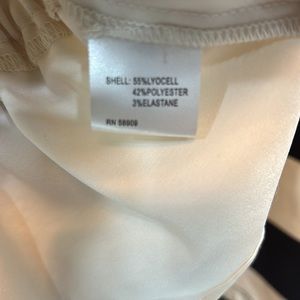 SHELL: 55%LYOCELL
42%POLYESTER
3%ELASTANE
RN 58909